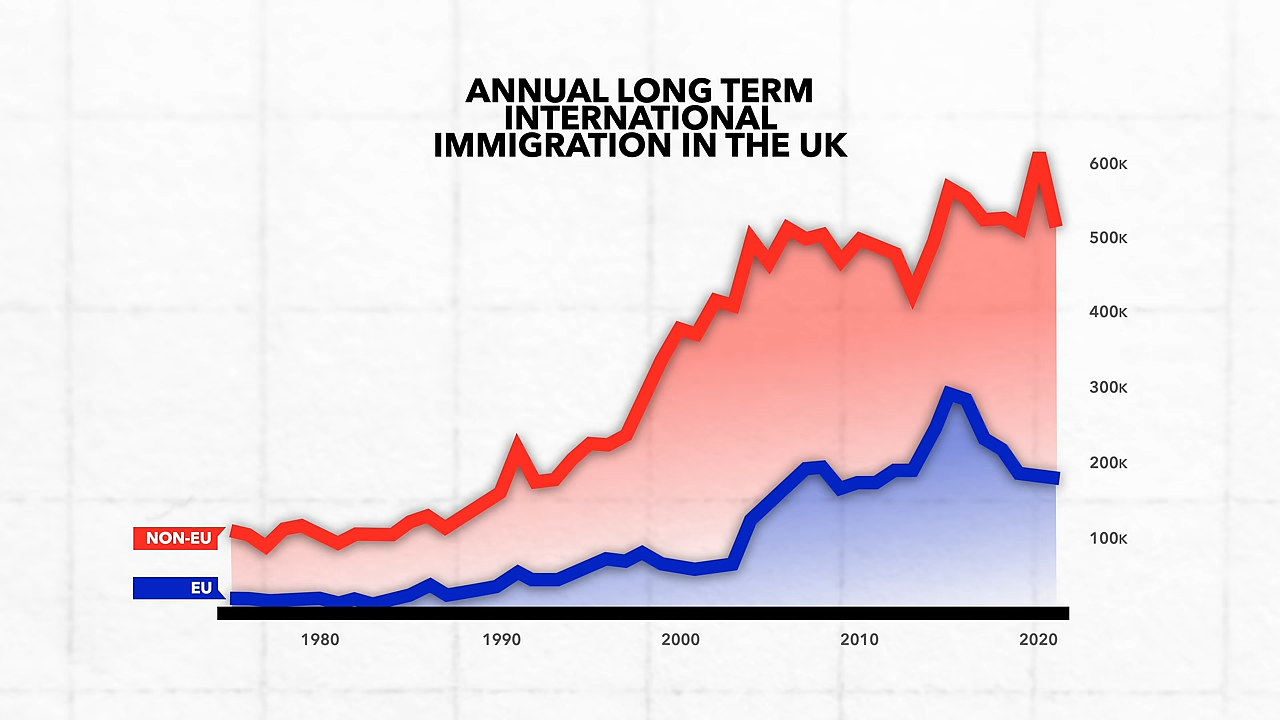 ANNUAL LONG TERM
INTERNATIONAL
IMMIGRATION IN THE UK
600K
500K
400K
300K
200K
100K
NON-EU
EU
1980 1990 2000 2010 2020